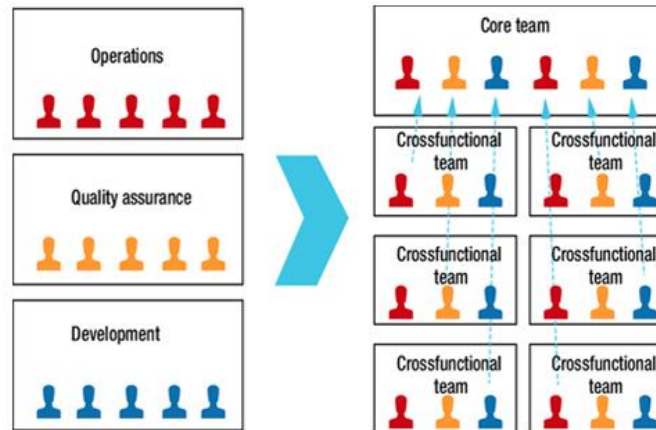 Operations
Quality assurance
Development
Core team
Crossfunctional
team
Crossfunctional
team
Crossfunctional
team
Crossfunctional
team
Crossfunctional
team
Crossfunctional
team